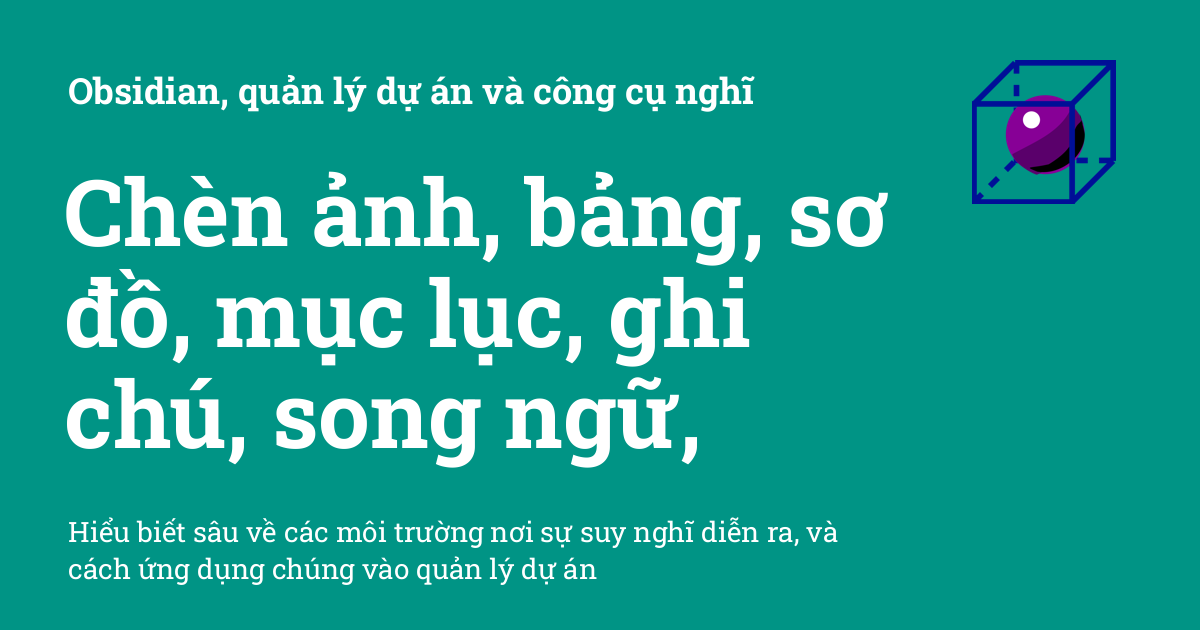 Obsidian, quản lý dự án và công cụ nghĩ
Chèn ảnh, bảng, sơ
đồ, mục lục, ghi
chú, song ngữ,
Hiểu biết sâu về các môi trường nơi sự suy nghĩ diễn ra, và
cách ứng dụng chúng vào quản lý dự án